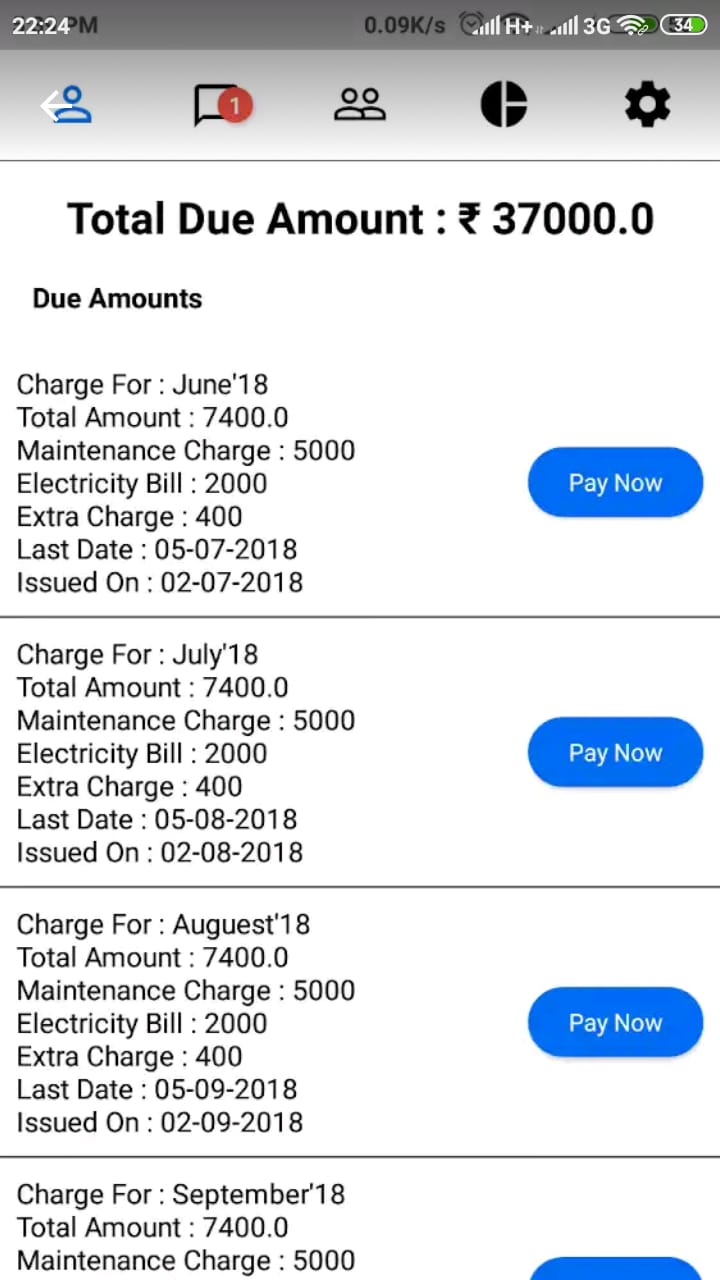 22:24 PM 0.09K/s H+ 3G 34
1
Total Due Amount : ₹ 37000.0
Due Amounts
Charge For : June'18
Total Amount : 7400.0
Maintenance Charge : 5000
Electricity Bill : 2000
Pay Now
Extra Charge : 400
Last Date : 05-07-2018
Issued On : 02-07-2018
Charge For : July'18
Total Amount : 7400.0
Maintenance Charge : 5000
Electricity Bill : 2000
Pay Now
Extra Charge : 400
Last Date : 05-08-2018
Issued On : 02-08-2018
Charge For : Auguest'18
Total Amount : 7400.0
Maintenance Charge : 5000
Electricity Bill : 2000
Pay Now
Extra Charge : 400
Last Date : 05-09-2018
Issued On : 02-09-2018
Charge For : September'18
Total Amount : 7400.0
Maintenance Charge : 5000